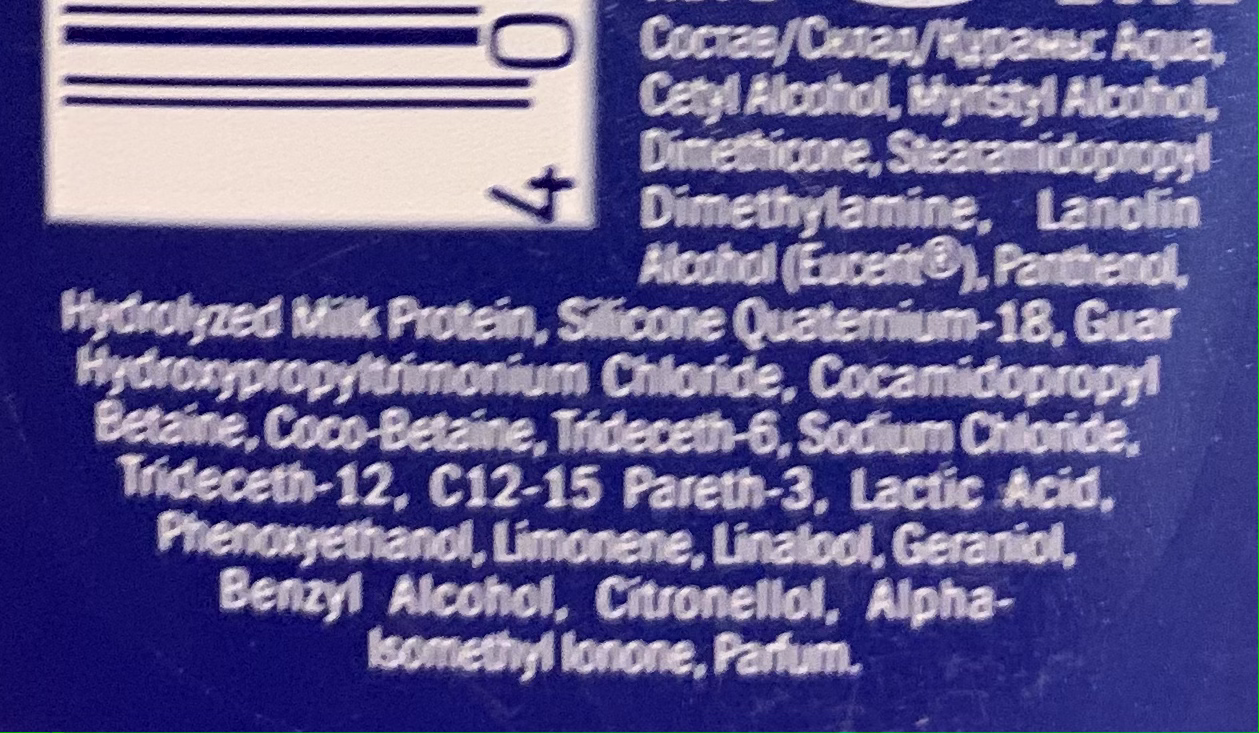 0
4
Состав/Склад/Құрамы: Aqua,
Cetyl Alcohol, Myristyl Alcohol,
Dimethicone, Stearamidopropyl
Dimethylamine, Lanolin
Alcohol (Eucerit®), Panthenol,
Hydrolyzed Milk Protein, Silicone Quaternium-18, Guar
Hydroxypropyltrimonium Chloride, Cocamidopropyl
Betaine, Coco-Betaine, Trideceth-6, Sodium Chloride,
Trideceth-12, C12-15 Pareth-3, Lactic Acid,
Phenoxyethanol, Limonene, Linalool, Geraniol,
Benzyl Alcohol, Citronellol, Alpha-
Isomethyl Ionone, Parfum.